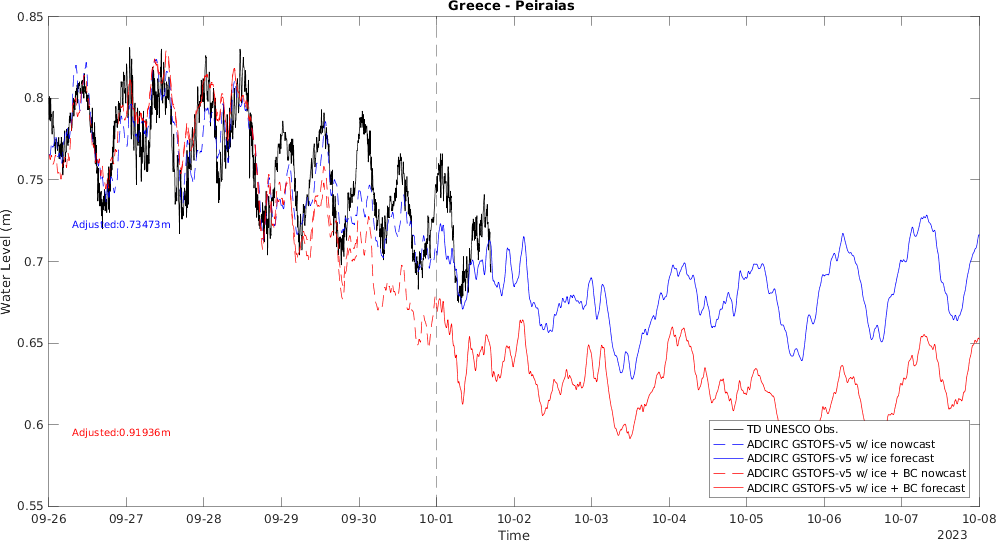 Greece - Peiraias
0.85
0.8
0.75
0.7
0.65
0.6
0.55
Water Level (m)
Adjusted:0.73473m
Adjusted:0.91936m
TD UNESCO Obs.
ADCIRC GSTOFS-v5 w/ ice nowcast
ADCIRC GSTOFS-v5 w/ ice forecast
ADCIRC GSTOFS-v5 w/ ice + BC nowcast
ADCIRC GSTOFS-v5 w/ ice + BC forecast
09-26 09-27 09-28 09-29 09-30 10-01 10-02 10-03 10-04 10-05 10-06 10-07 10-08
Time
2023